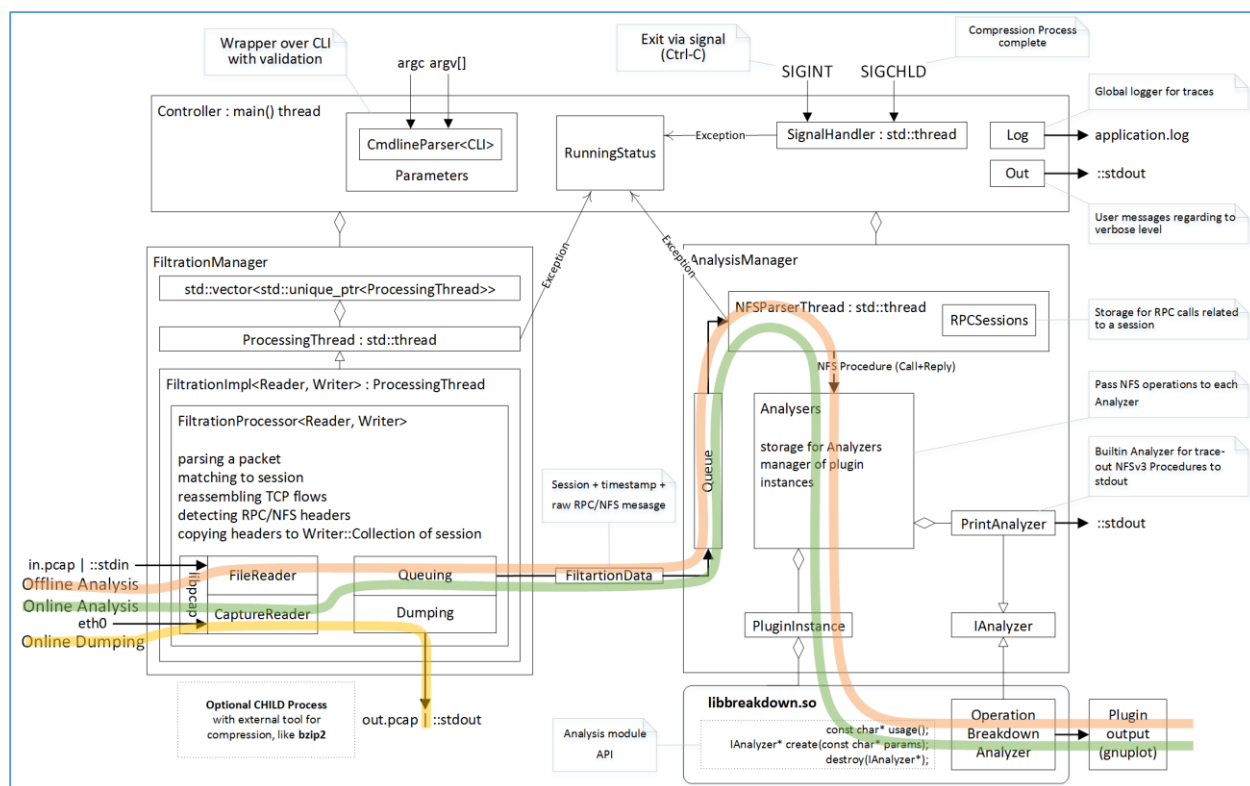 Wrapper over CLI
with validation
argc argv[]
Exit via signal
(Ctrl-C)
Compression Process
complete
SIGINT
SIGCHLD
Global logger for traces
Controller : main() thread
CmdlineParser<CLI>
Parameters
RunningStatus
Exception
SignalHandler : std::thread
Log
application.log
Out
::stdout
User messages regarding to
verbose level
FiltrationManager
std::vector<std::unique_ptr<ProcessingThread>>
ProcessingThread : std::thread
Exception
Exception
FiltrationImpl<Reader, Writer> : ProcessingThread
FiltrationProcessor<Reader, Writer>
parsing a packet
matching to session
reassembling TCP flows
detecting RPC/NFS headers
copying headers to Writer::Collection of session
in.pcap | ::stdin
Offline Analysis
Online Analysis
eth0
Online Dumping
libpcap
FileReader
CaptureReader
Queuing
Dumping
Session + timestamp +
raw RPC/NFS mesasge
FiltartionData
Queue
AnalysisManager
NFSParserThread : std::thread
RPCSessions
Storage for RPC calls related
to a session
NFS Procedure (Call+Reply)
Analysers
storage for Analyzers
manager of plugin
instances
Pass NFS operations to each
Analyzer
Builtin Analyzer for trace-
out NFSv3 Procedures to
stdout
PrintAnalyzer
::stdout
PluginInstance
IAnalyzer
Optional CHILD Process
with external tool for
compression, like bzip2
out.pcap | ::stdout
Analysis module
API
libbreakdown.so
const char* usage();
IAnalyzer* create(const char* params);
destroy(IAnalyzer*);
Operation
Breakdown
Analyzer
Plugin
output
(gnuplot)